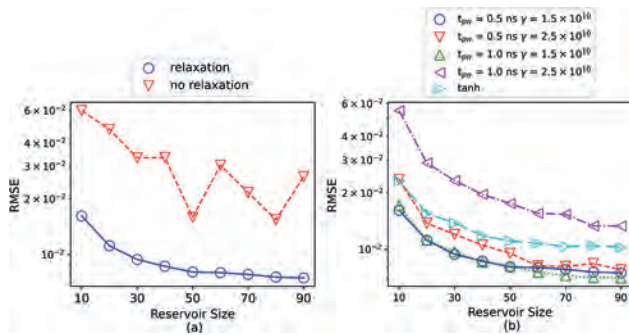 relaxation
no relaxation
6 × 10⁻²
4 × 10⁻²
3 × 10⁻²
2 × 10⁻²
10⁻²
RMSE
10 30 50 70 90
Reservoir Size
(a)
t_pw = 0.5 ns γ = 1.5 × 10¹⁰
t_pw = 0.5 ns γ = 2.5 × 10¹⁰
t_pw = 1.0 ns γ = 1.5 × 10¹⁰
t_pw = 1.0 ns γ = 2.5 × 10¹⁰
tanh
6 × 10⁻²
4 × 10⁻²
3 × 10⁻²
2 × 10⁻²
10⁻²
RMSE
10 30 50 70 90
Reservoir Size
(b)